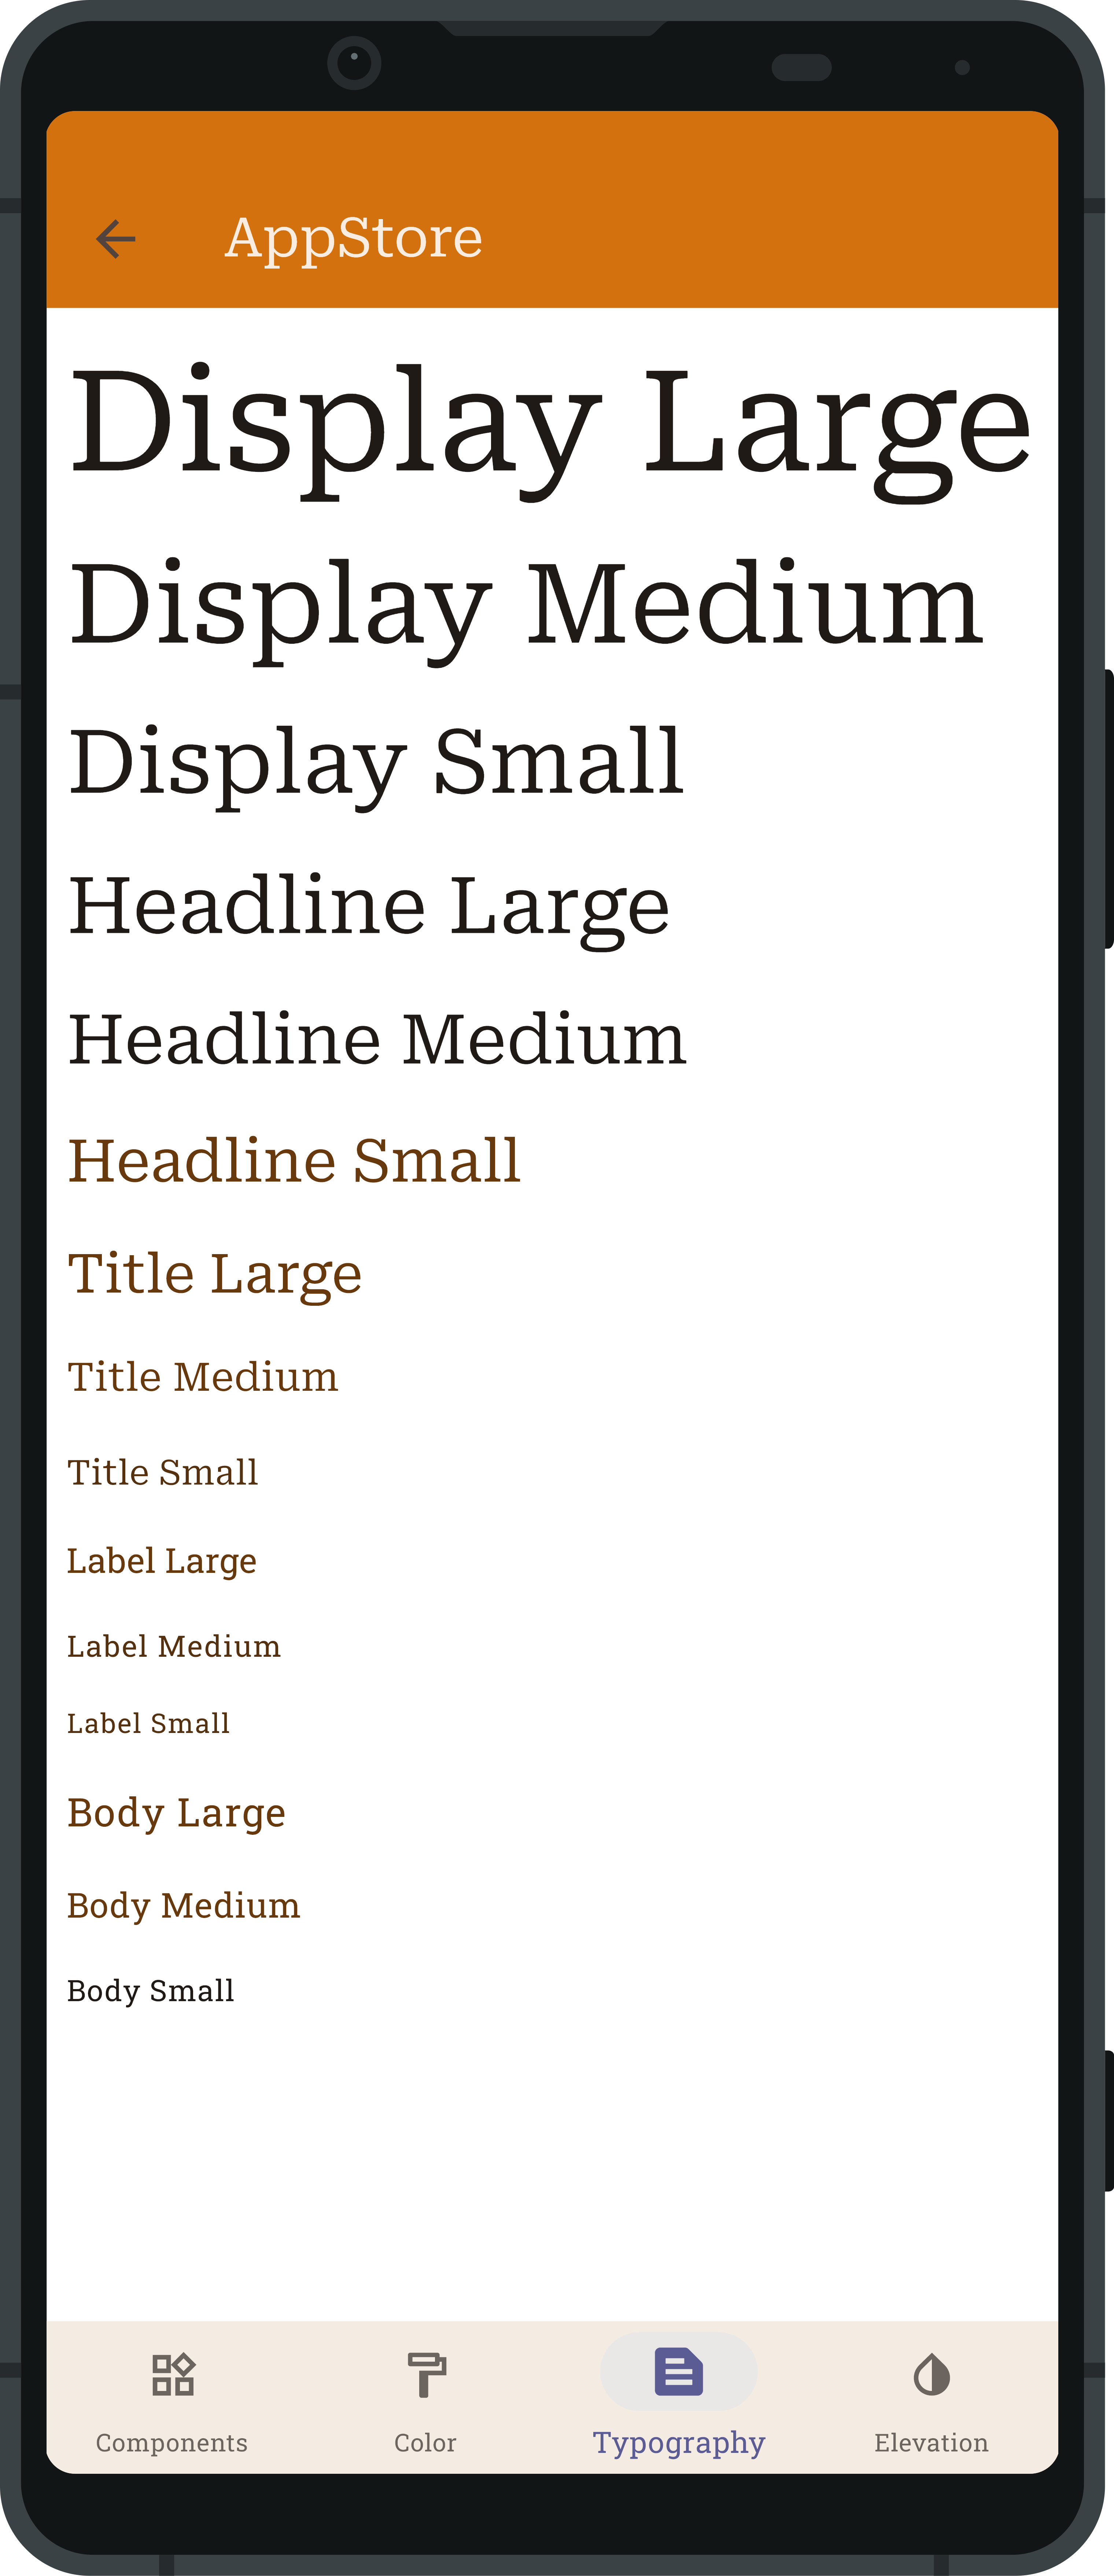 AppStore
Display Large
Display Medium
Display Small
Headline Large
Headline Medium
Headline Small
Title Large
Title Medium
Title Small
Label Large
Label Medium
Label Small
Body Large
Body Medium
Body Small
Components Color Typography Elevation